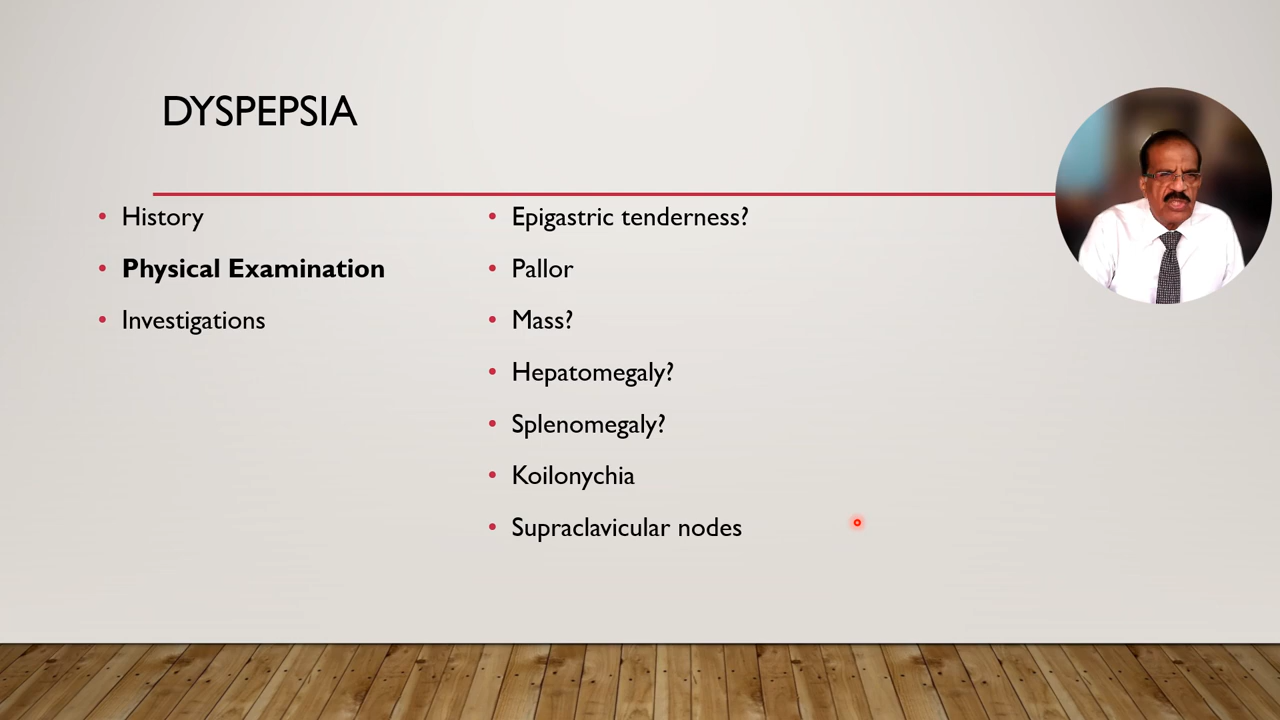 DYSPEPSIA
History
Physical Examination
Investigations
Epigastric tenderness?
Pallor
Mass?
Hepatomegaly?
Splenomegaly?
Koilonychia
Supraclavicular nodes